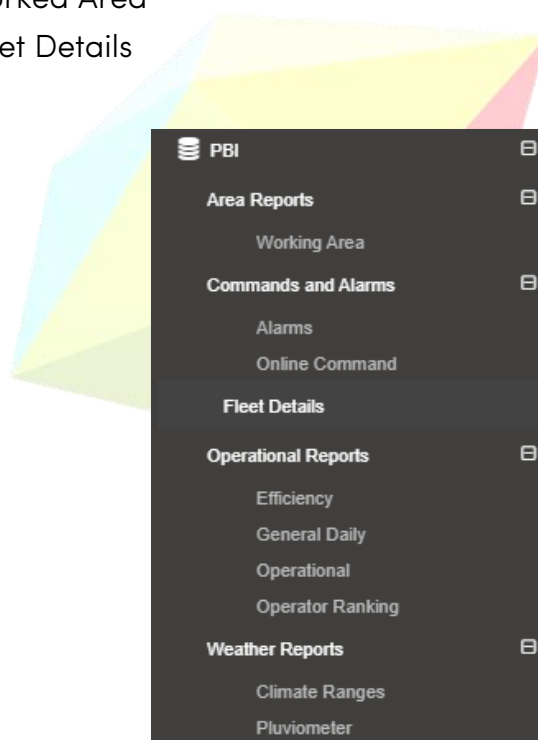 Area
Details
PBI
Area Reports
Working Area
Commands and Alarms
Alarms
Online Command
Fleet Details
Operational Reports
Efficiency
General Daily
Operational
Operator Ranking
Weather Reports
Climate Ranges
Pluviometer